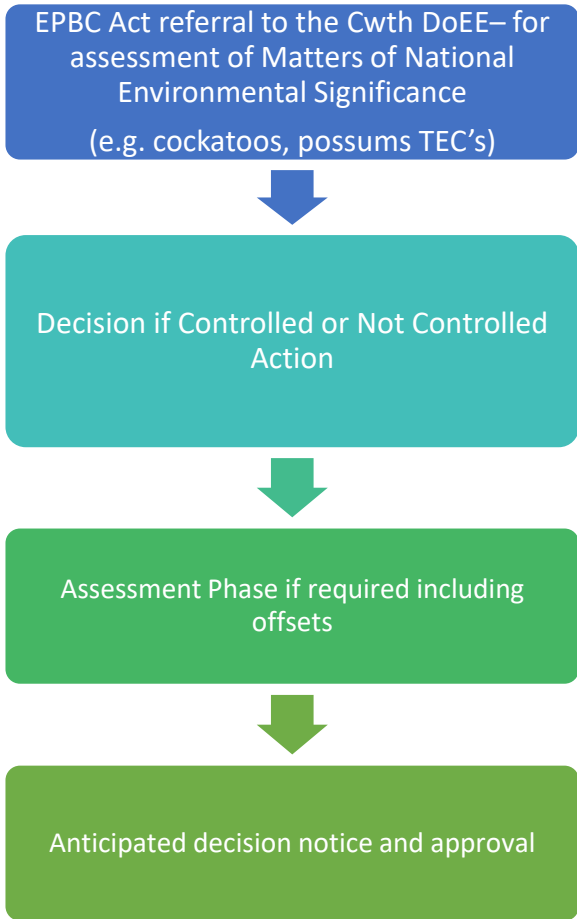 EPBC Act referral to the Cwth DoEE– for
assessment of Matters of National
Environmental Significance
(e.g. cockatoos, possums TEC’s)
Decision if Controlled or Not Controlled
Action
Assessment Phase if required including
offsets
Anticipated decision notice and approval